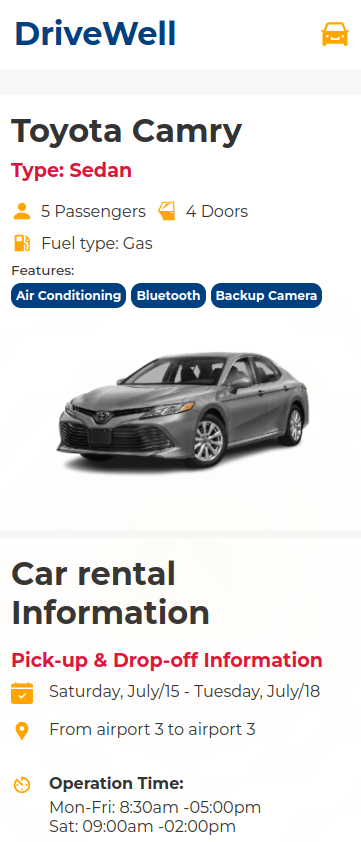 DriveWell
Toyota Camry
Type: Sedan
5 Passengers 4 Doors
Fuel type: Gas
Features:
Air Conditioning Bluetooth Backup Camera
Car rental
Information
Pick-up & Drop-off Information
Saturday, July/15 - Tuesday, July/18
From airport 3 to airport 3
Operation Time:
Mon-Fri: 8:30am -05:00pm
Sat: 09:00am -02:00pm